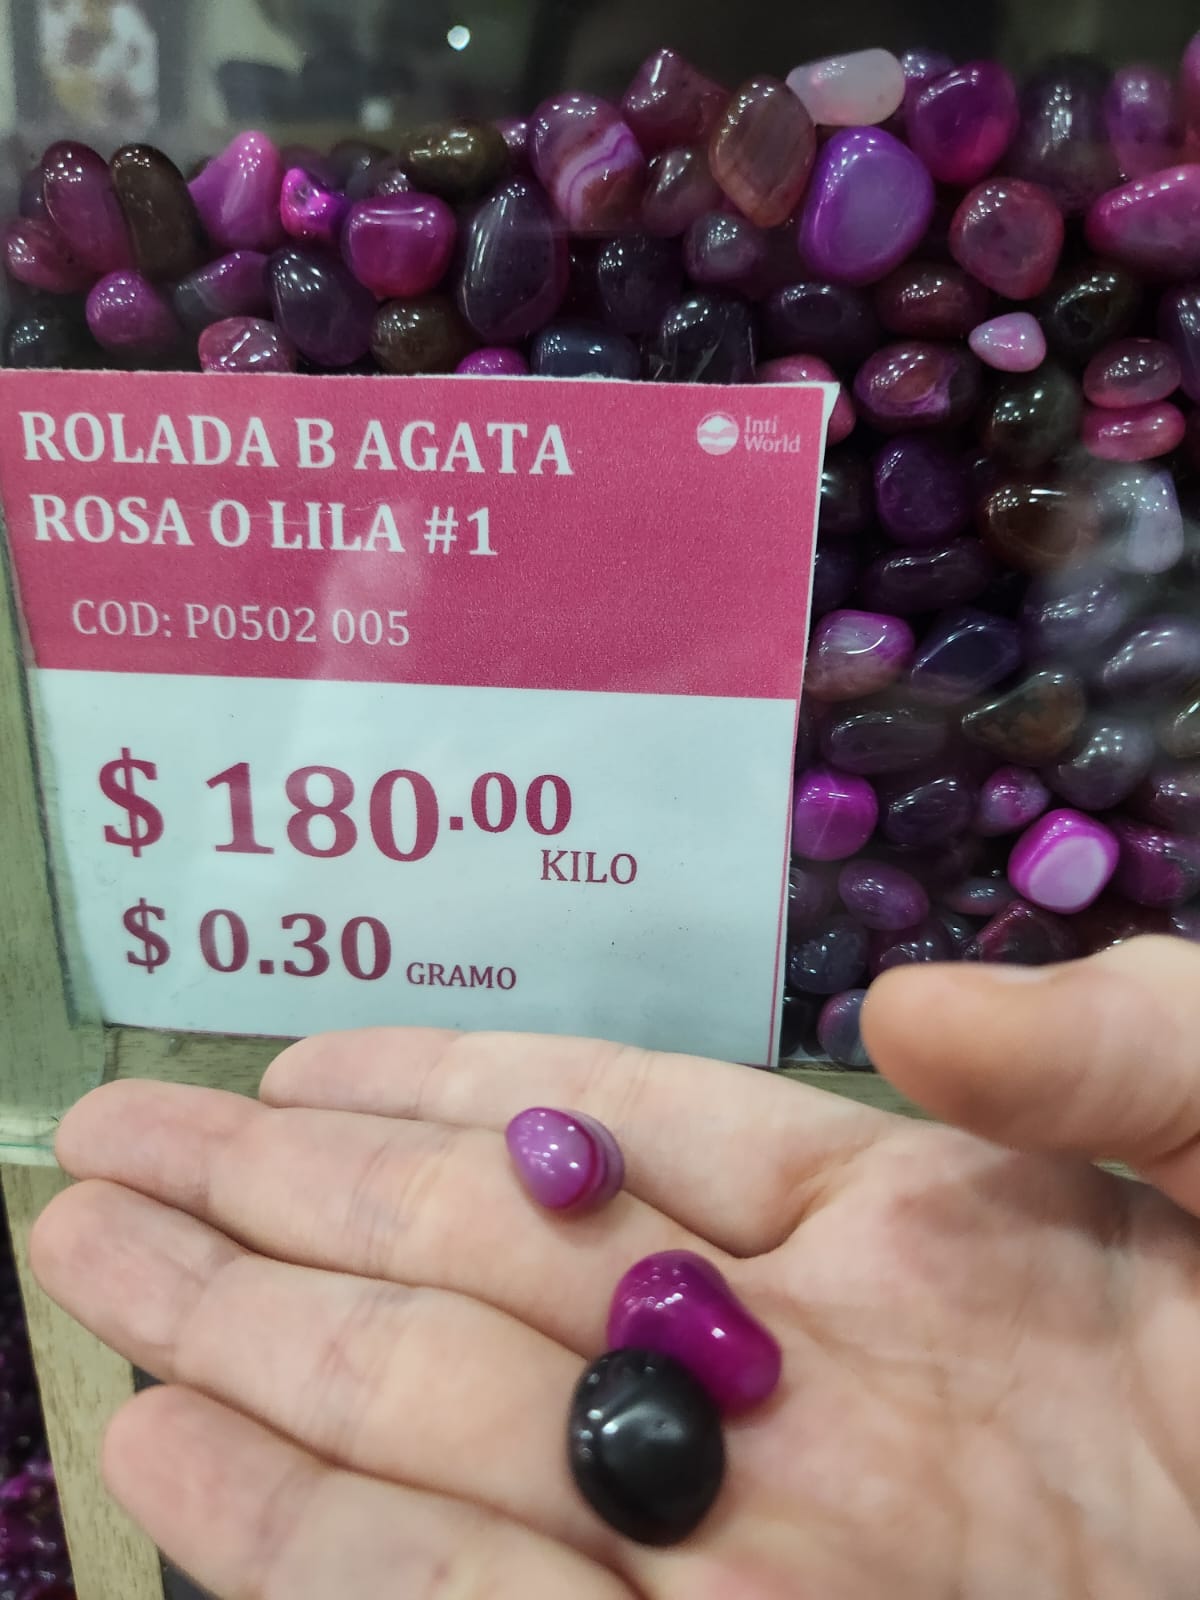 ROLADA B AGATA
ROSA O LILA #1
Inti
World
COD: P0502 005
$ 180.00
KILO
$ 0.30 GRAMO